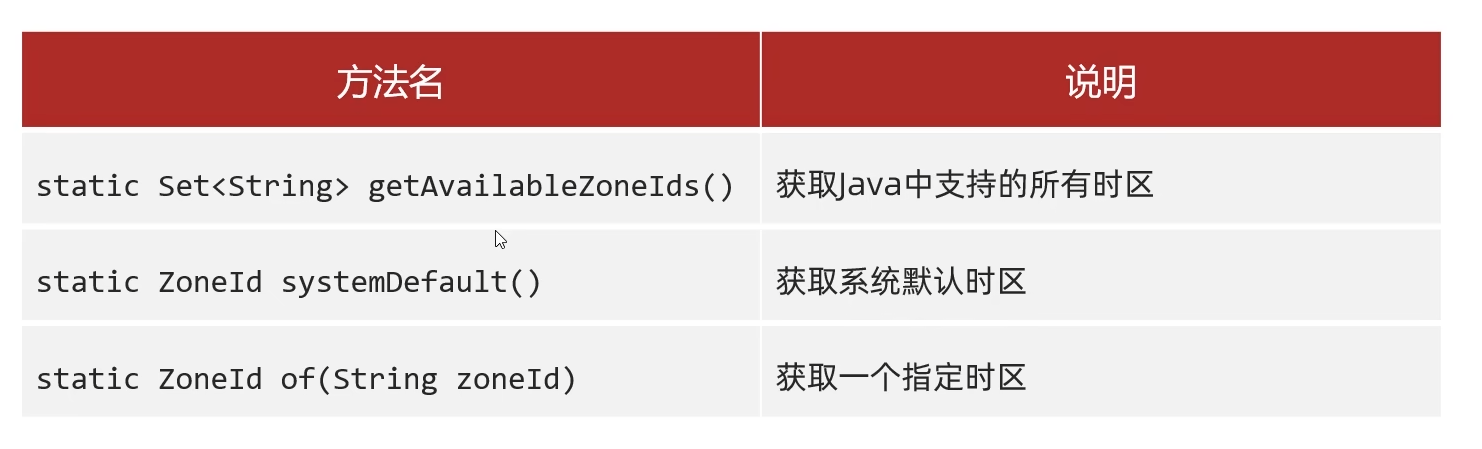 方法名 说明
static Set<String> getAvailableZoneIds() 获取Java中支持的所有时区
static ZoneId systemDefault() 获取系统默认时区
static ZoneId of(String zoneId) 获取一个指定时区